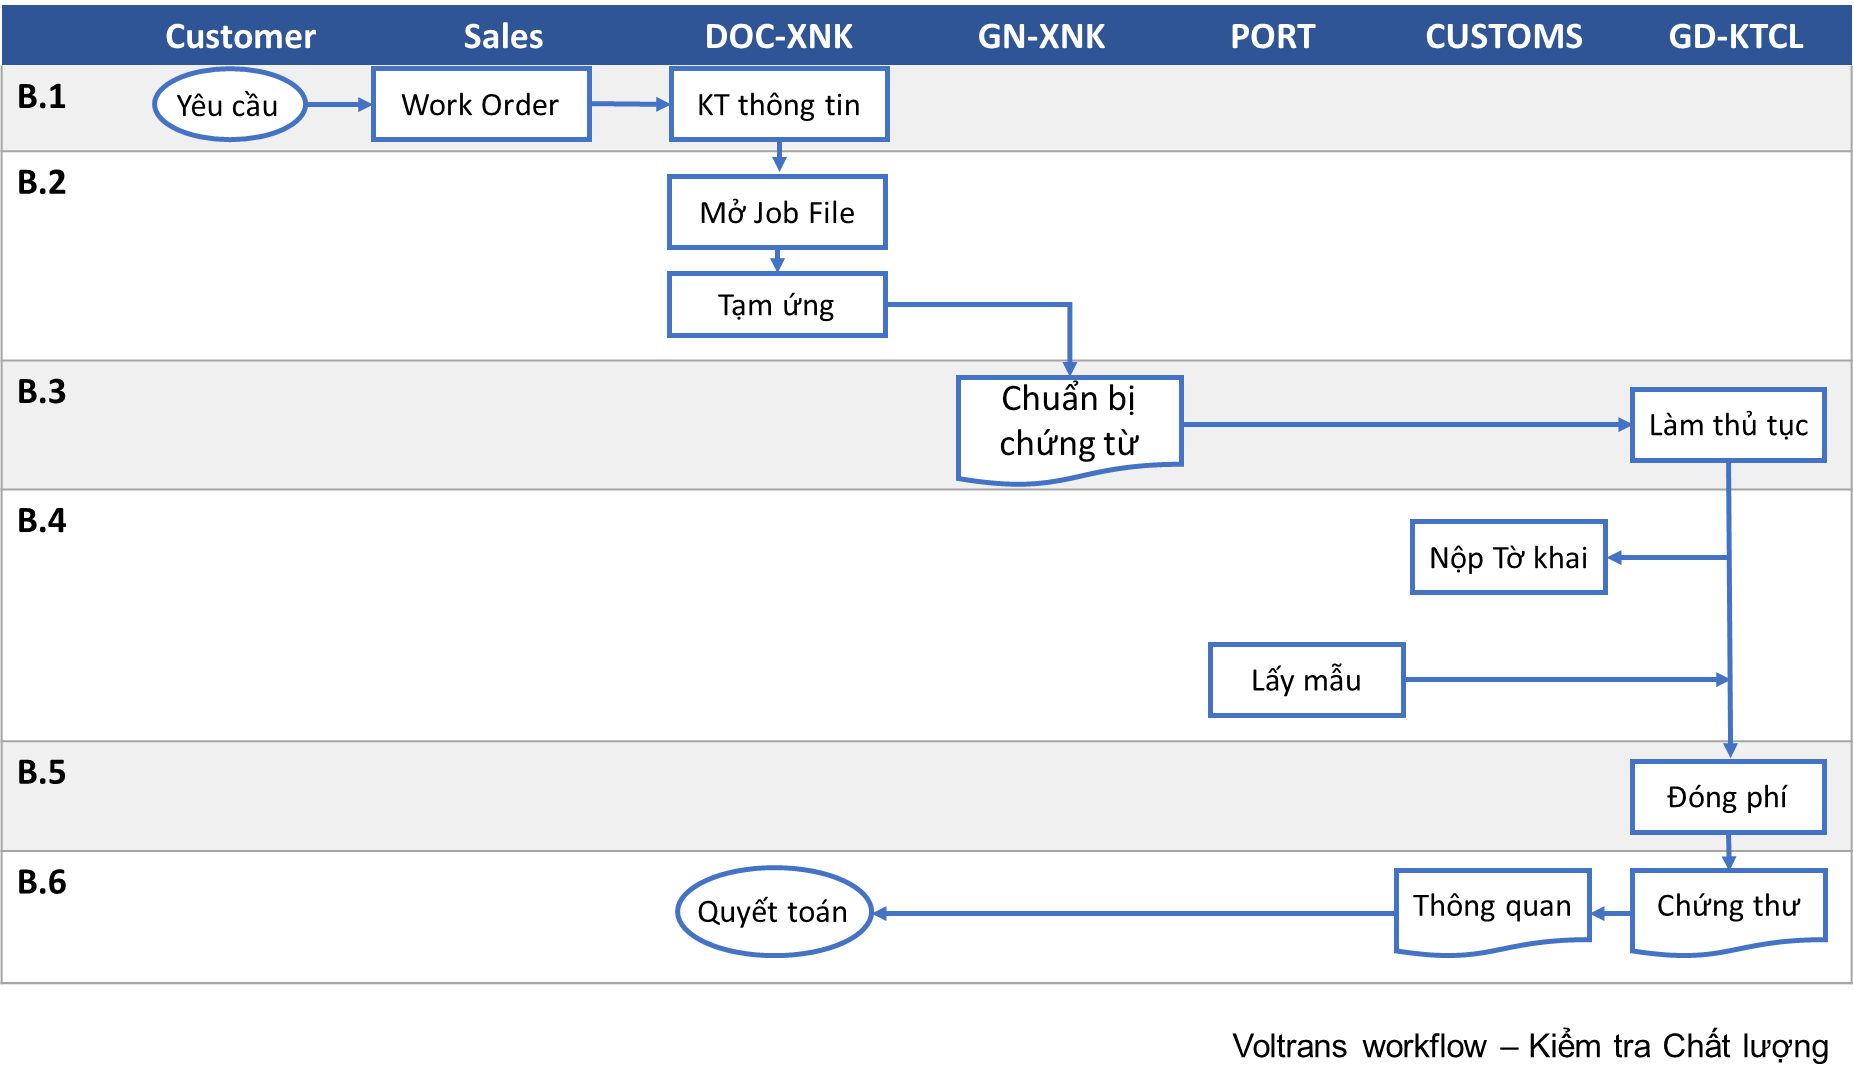 Customer Sales DOC-XNK GN-XNK PORT CUSTOMS GD-KTCL
B.1 Yêu cầu Work Order KT thông tin
B.2
Mở Job File
Tạm ứng
B.3
Chuẩn bị
chứng từ
Làm thủ tục
B.4
Nộp Tờ khai
Lấy mẫu
B.5
Đóng phí
B.6
Quyết toán Thông quan Chứng thư
Voltrans workflow – Kiểm tra Chất lượng